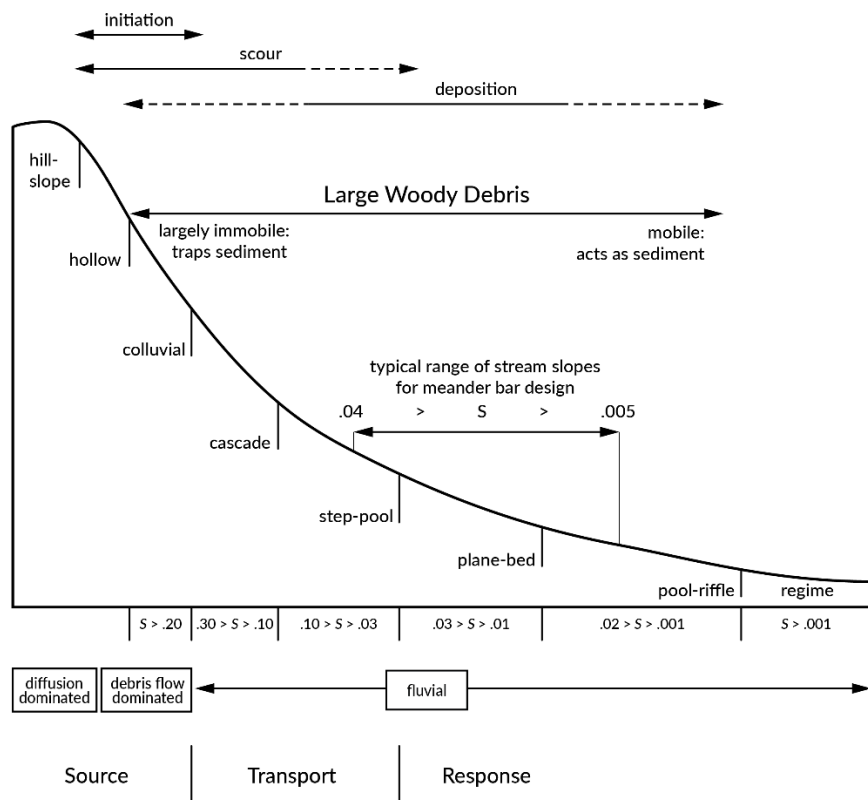 initiation
scour
deposition
hill-
slope
Large Woody Debris
largely immobile:
traps sediment
mobile:
acts as sediment
hollow
colluvial
typical range of stream slopes
for meander bar design
.04 > S > .005
cascade
step-pool
plane-bed
pool-riffle
regime
S > .20
.30 > S > .10
.10 > S > .03
.03 > S > .01
.02 > S > .001
S > .001
diffusion
dominated
debris flow
dominated
fluvial
Source
Transport
Response